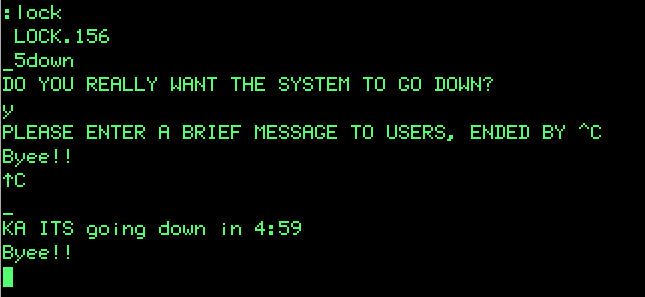 :lock
LOCK.156
_5down
DO YOU REALLY WANT THE SYSTEM TO GO DOWN?
y
PLEASE ENTER A BRIEF MESSAGE TO USERS, ENDED BY ^C
Byee!!
↑C
_
KA ITS going down in 4:59
Byee!!